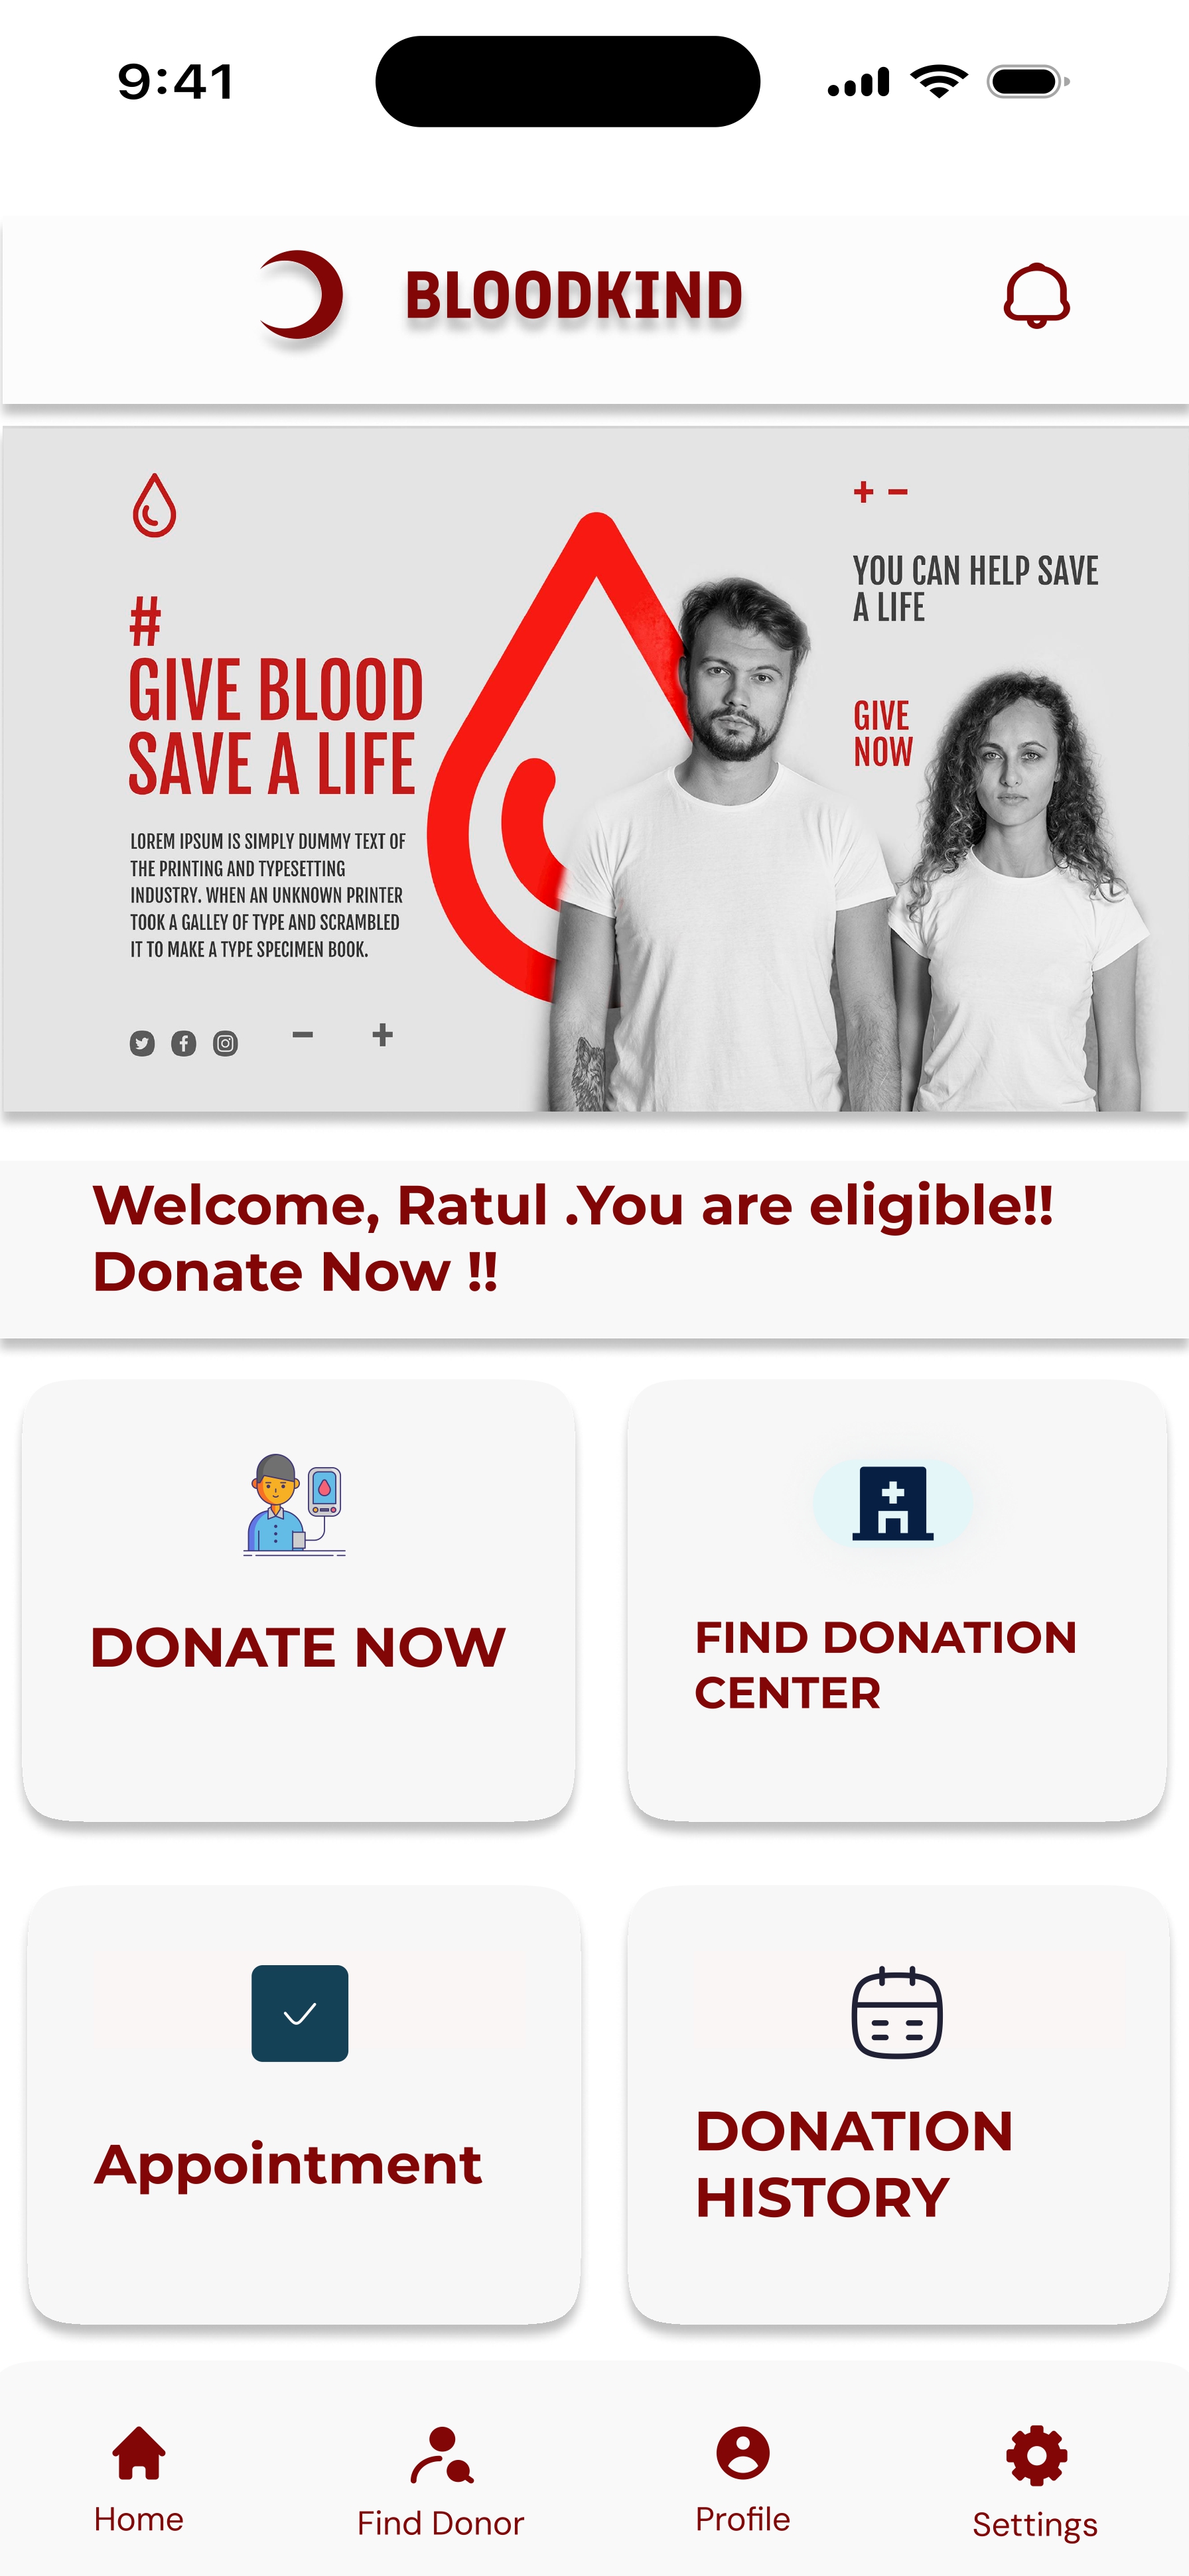 9:41
BLOODKIND
+ −
YOU CAN HELP SAVE
A LIFE
#
GIVE BLOOD
SAVE A LIFE
GIVE
NOW
LOREM IPSUM IS SIMPLY DUMMY TEXT OF
THE PRINTING AND TYPESETTING
INDUSTRY. WHEN AN UNKNOWN PRINTER
TOOK A GALLEY OF TYPE AND SCRAMBLED
IT TO MAKE A TYPE SPECIMEN BOOK.
− +
Welcome, Ratul .You are eligible!!
Donate Now !!
DONATE NOW
FIND DONATION
CENTER
Appointment
DONATION
HISTORY
Home
Find Donor
Profile
Settings